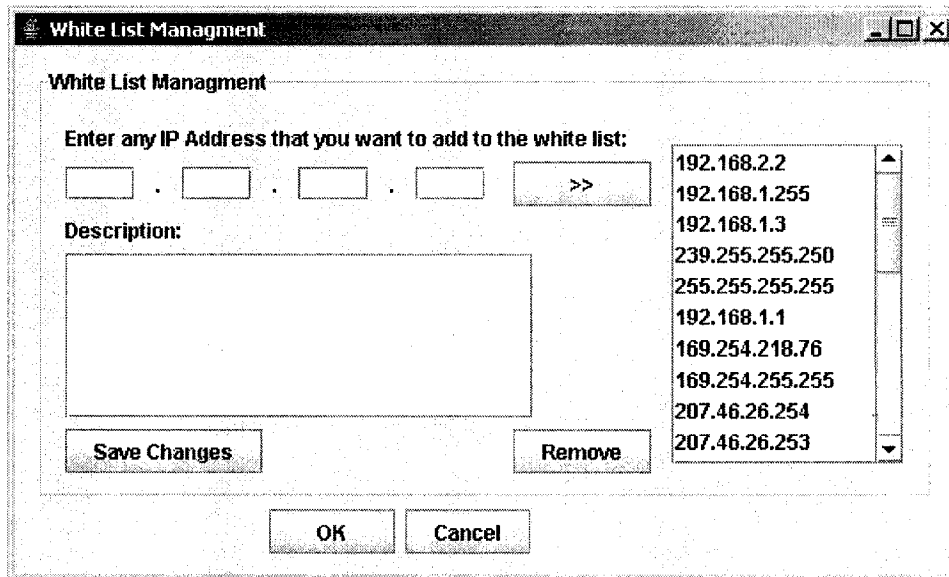 White List Managment
White List Managment
Enter any IP Address that you want to add to the white list:
. . . >>
Description:
Save Changes
Remove
192.168.2.2
192.168.1.255
192.168.1.3
239.255.255.250
255.255.255.255
192.168.1.1
169.254.218.76
169.254.255.255
207.46.26.254
207.46.26.253
OK
Cancel